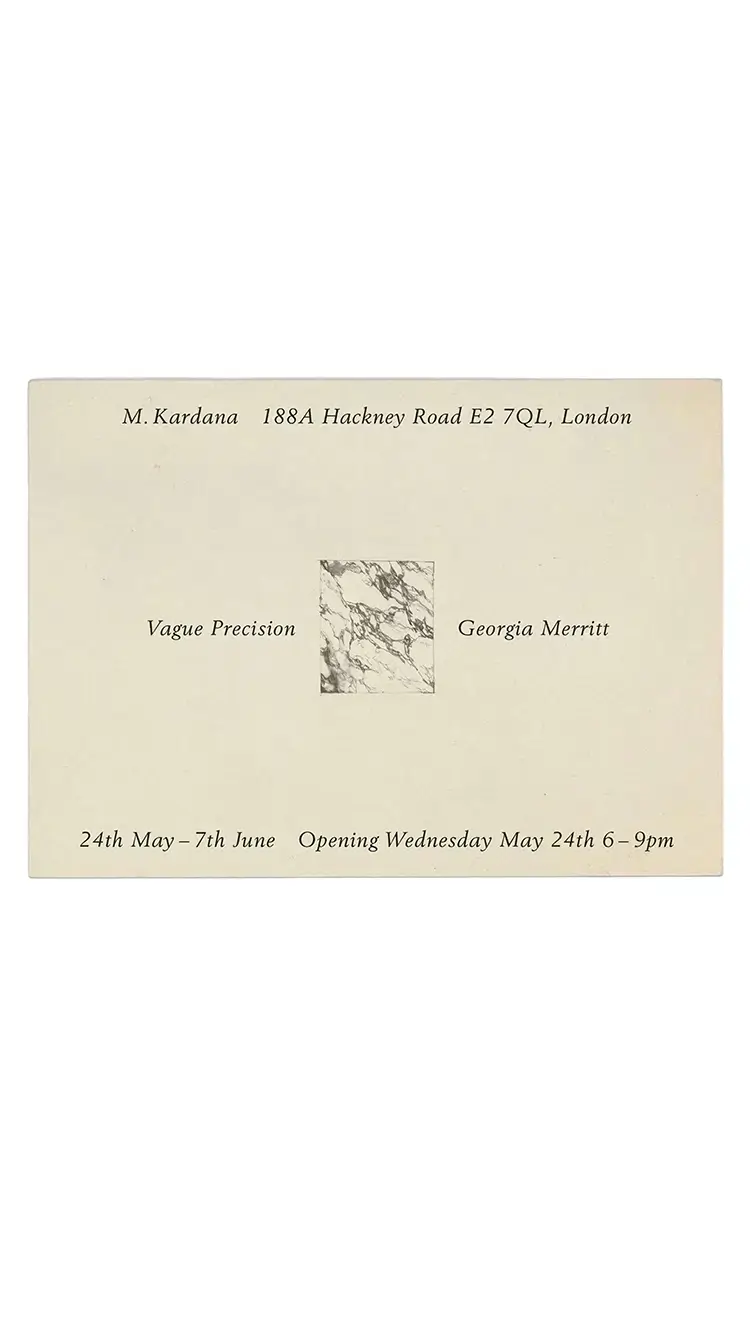 M. Kardana 188A Hackney Road E2 7QL, London
Vague Precision Georgia Merritt
24th May – 7th June Opening Wednesday May 24th 6 – 9pm